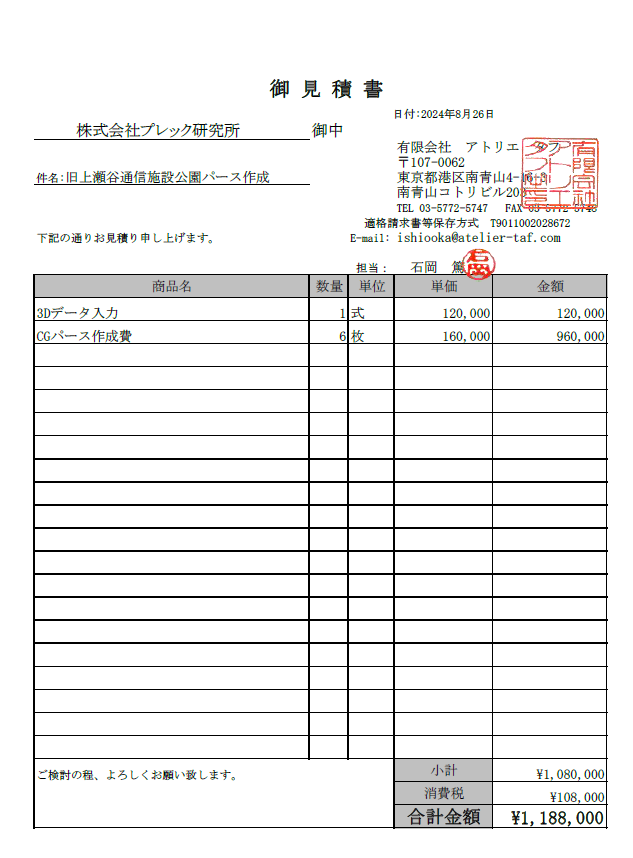 御見積書
日付:2024年8月26日
株式会社プレック研究所 御中
有限会社 アトリエ タフ
〒107-0062
件名:旧上瀬谷通信施設公園パース作成
東京都港区南青山4-16-3
南青山コトリビル203
TEL 03-5772-5747 FAX 03-5772-5748
適格請求書等保存方式 T9011002028672
下記の通りお見積り申し上げます。
E-mail: ishiooka@atelier-taf.com
担当: 石岡 篤
商品名 数量 単位 単価 金額
3Dデータ入力 1 式 120,000 120,000
CGパース作成費 6 枚 160,000 960,000
ご検討の程、よろしくお願い致します。
小計 ¥1,080,000
消費税 ¥108,000
合計金額 ¥1,188,000